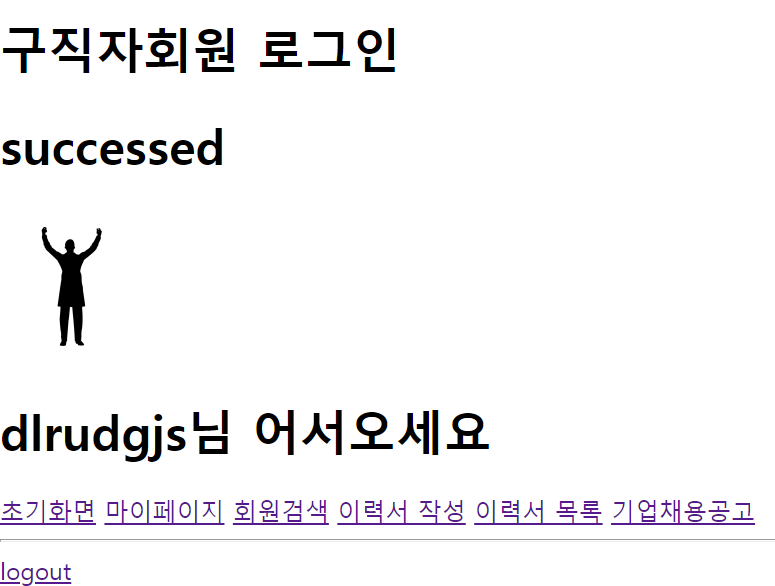 구직자회원 로그인
successed
dlrudgjs님 어서오세요
초기화면 마이페이지 회원검색 이력서 작성 이력서 목록 기업채용공고
logout